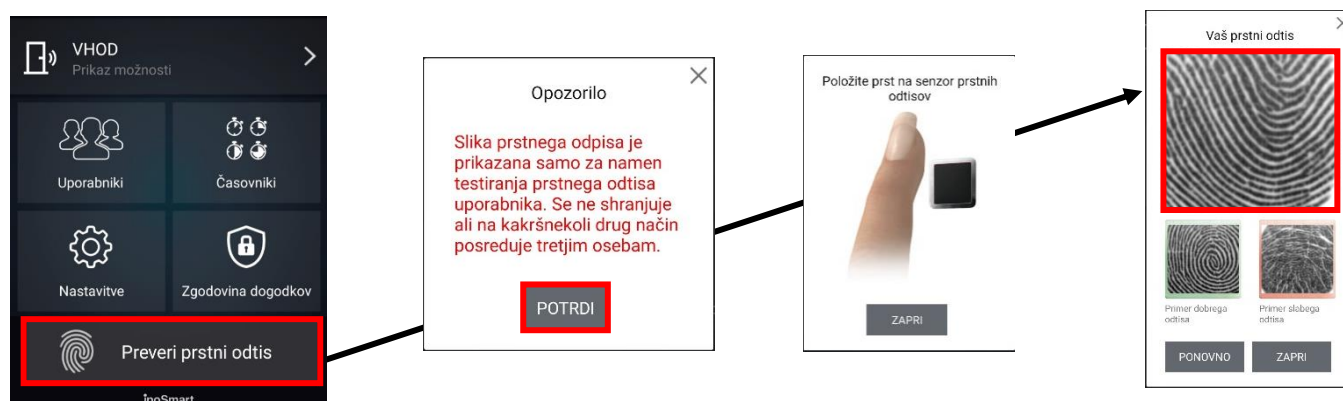 VHOD
Prikaz možnosti
Uporabniki
Časovniki
Nastavitve
Zgodovina dogodkov
Preveri prstni odtis
inoSmart
Opozorilo
Slika prstnega odpisa je
prikazana samo za namen
testiranja prstnega odtisa
uporabnika. Se ne shranjuje
ali na kakršnekoli drug način
posreduje tretjim osebam.
POTRDI
Položite prst na senzor prstnih
odtisov
ZAPRI
Vaš prstni odtis
Primer dobrega
odtisa
Primer slabega
odtisa
PONOVNO
ZAPRI